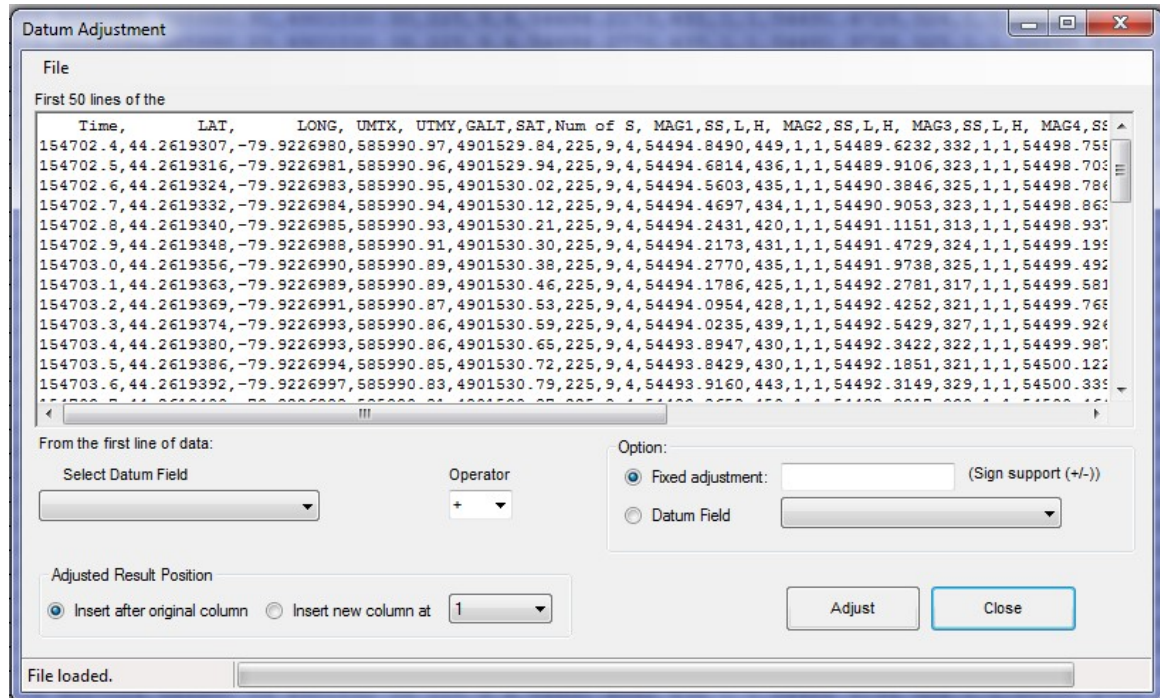 Datum Adjustment
File
First 50 lines of the
Time, LAT, LONG, UMTX, UTMY,GALT,SAT,Num of S, MAG1,SS,L,H, MAG2,SS,L,H, MAG3,SS,L,H, MAG4,SS
154702.4,44.2619307,-79.9226980,585990.97,4901529.84,225,9,4,54494.8490,449,1,1,54489.6232,332,1,1,54498.758
154702.5,44.2619316,-79.9226981,585990.96,4901529.94,225,9,4,54494.6814,436,1,1,54489.9106,323,1,1,54498.703
154702.6,44.2619324,-79.9226983,585990.95,4901530.02,225,9,4,54494.5603,435,1,1,54490.3846,325,1,1,54498.786
154702.7,44.2619332,-79.9226984,585990.94,4901530.12,225,9,4,54494.4697,434,1,1,54490.9053,323,1,1,54498.863
154702.8,44.2619340,-79.9226985,585990.93,4901530.21,225,9,4,54494.2431,420,1,1,54491.1151,313,1,1,54498.937
154702.9,44.2619348,-79.9226988,585990.91,4901530.30,225,9,4,54494.2173,431,1,1,54491.4729,324,1,1,54499.199
154703.0,44.2619356,-79.9226990,585990.89,4901530.38,225,9,4,54494.2770,435,1,1,54491.9738,325,1,1,54499.492
154703.1,44.2619363,-79.9226989,585990.89,4901530.46,225,9,4,54494.1786,425,1,1,54492.2781,317,1,1,54499.581
154703.2,44.2619369,-79.9226991,585990.87,4901530.53,225,9,4,54494.0954,428,1,1,54492.4252,321,1,1,54499.765
154703.3,44.2619374,-79.9226993,585990.86,4901530.59,225,9,4,54494.0235,439,1,1,54492.5429,327,1,1,54499.926
154703.4,44.2619380,-79.9226993,585990.86,4901530.65,225,9,4,54493.8947,430,1,1,54492.3422,322,1,1,54499.987
154703.5,44.2619386,-79.9226994,585990.85,4901530.72,225,9,4,54493.8429,430,1,1,54492.1851,321,1,1,54500.122
154703.6,44.2619392,-79.9226997,585990.83,4901530.79,225,9,4,54493.9160,443,1,1,54492.3149,329,1,1,54500.339
From the first line of data:
Select Datum Field
Operator
+
Option:
Fixed adjustment:
(Sign support (+/-))
Datum Field
Adjusted Result Position
Insert after original column
Insert new column at
1
Adjust
Close
File loaded.